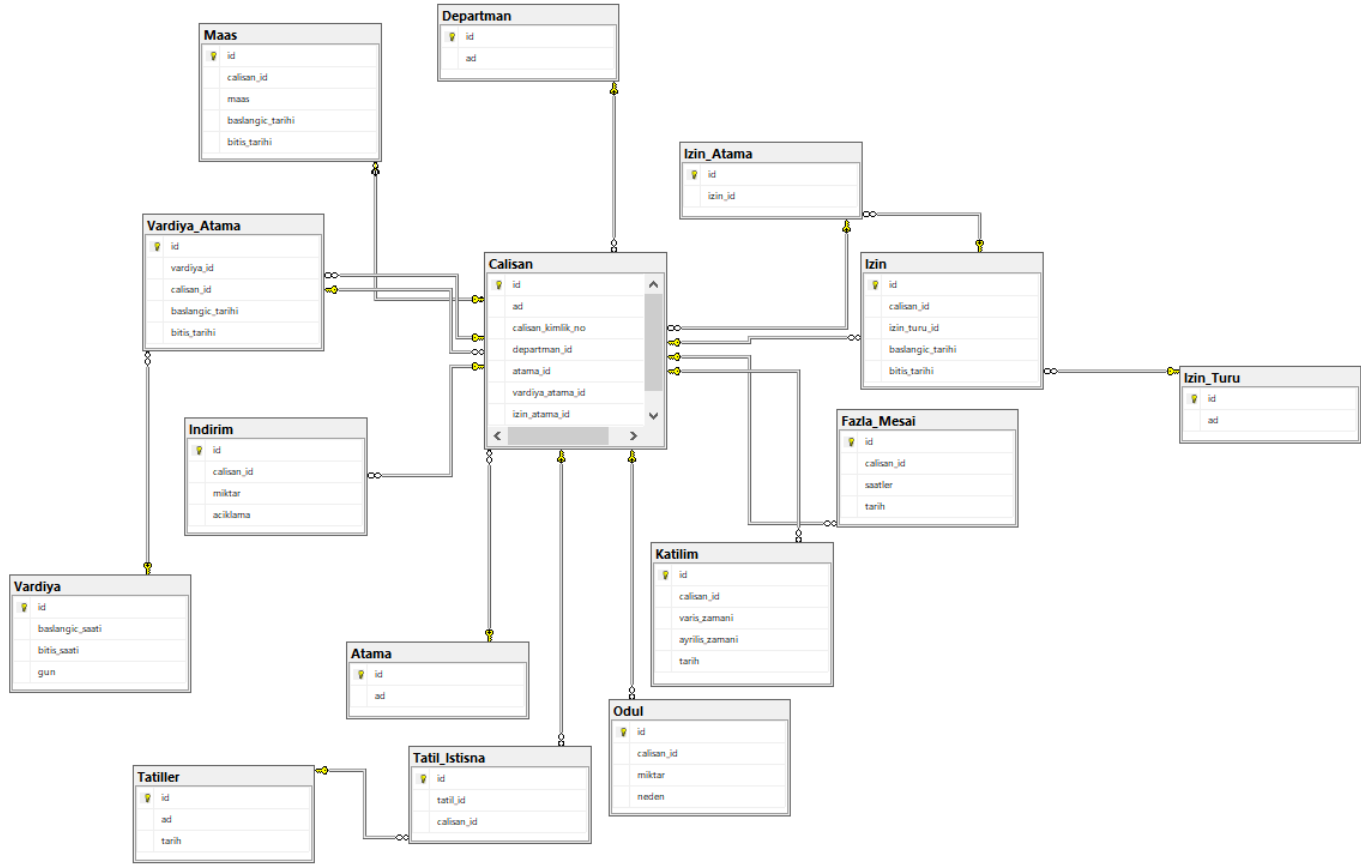 Departman
id
ad
Maas
id
calisan_id
maas
baslangic_tarihi
bitis_tarihi
Izin_Atama
id
izin_id
Vardiya_Atama
id
vardiya_id
calisan_id
baslangic_tarihi
bitis_tarihi
Calisan
id
ad
calisan_kimlik_no
departman_id
atama_id
vardiya_atama_id
izin_atama_id
Izin
id
calisan_id
izin_turu_id
baslangic_tarihi
bitis_tarihi
Izin_Turu
id
ad
Indirim
id
calisan_id
miktar
aciklama
Fazla_Mesai
id
calisan_id
saatler
tarih
Katilim
id
calisan_id
varis_zamani
ayrilis_zamani
tarih
Vardiya
id
baslangic_saati
bitis_saati
gun
Atama
id
ad
Odul
id
calisan_id
miktar
neden
Tatil_Istisna
id
tatil_id
calisan_id
Tatiller
id
ad
tarih